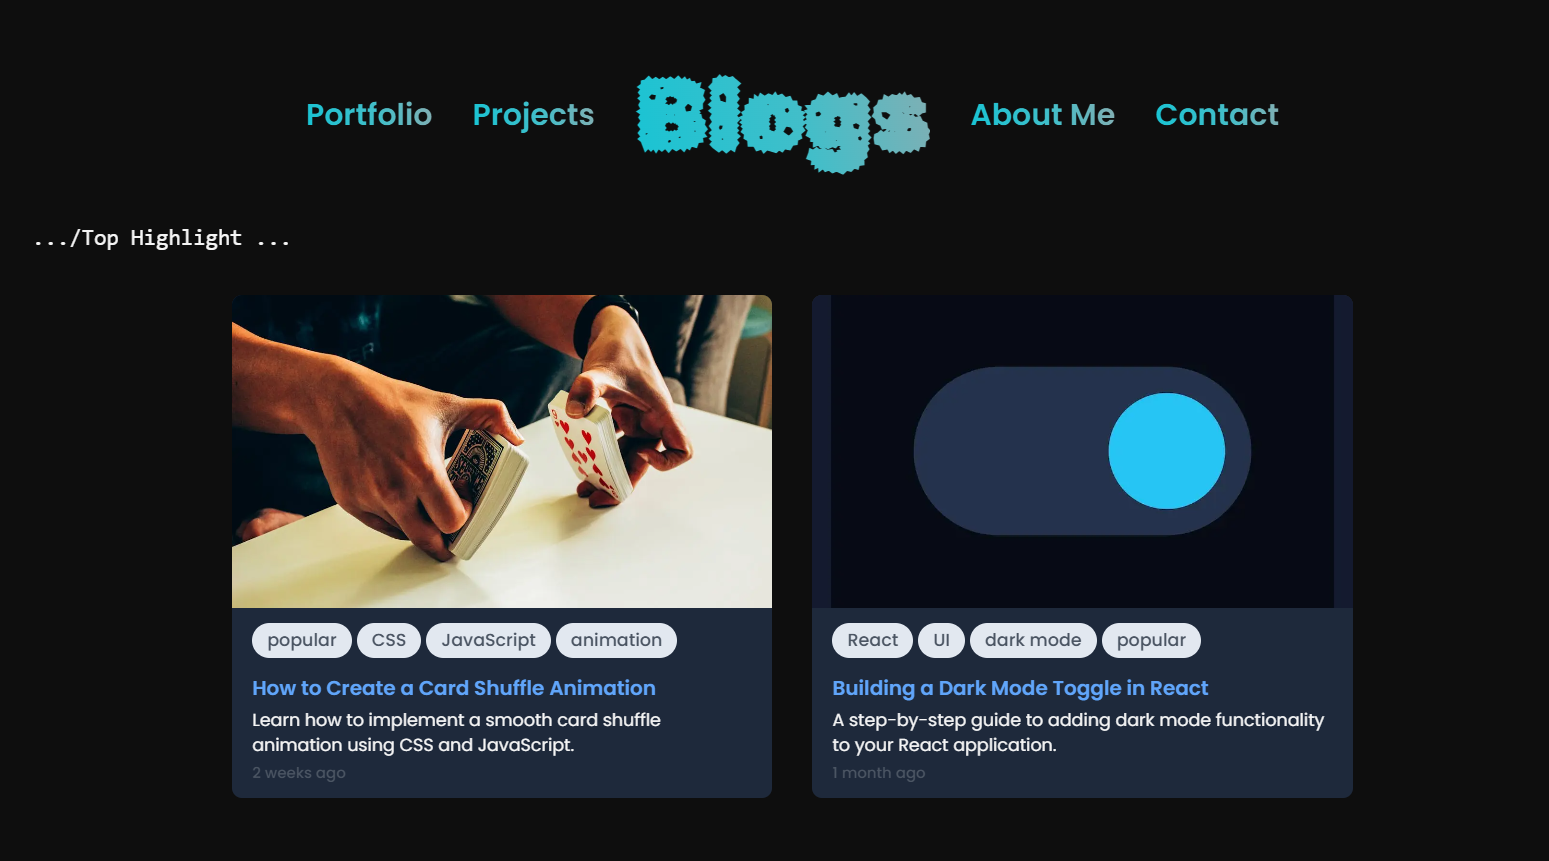 Portfolio Projects Blogs About Me Contact
.../Top Highlight ...
popular CSS JavaScript animation
How to Create a Card Shuffle Animation
Learn how to implement a smooth card shuffle
animation using CSS and JavaScript.
2 weeks ago
React UI dark mode popular
Building a Dark Mode Toggle in React
A step-by-step guide to adding dark mode functionality
to your React application.
1 month ago